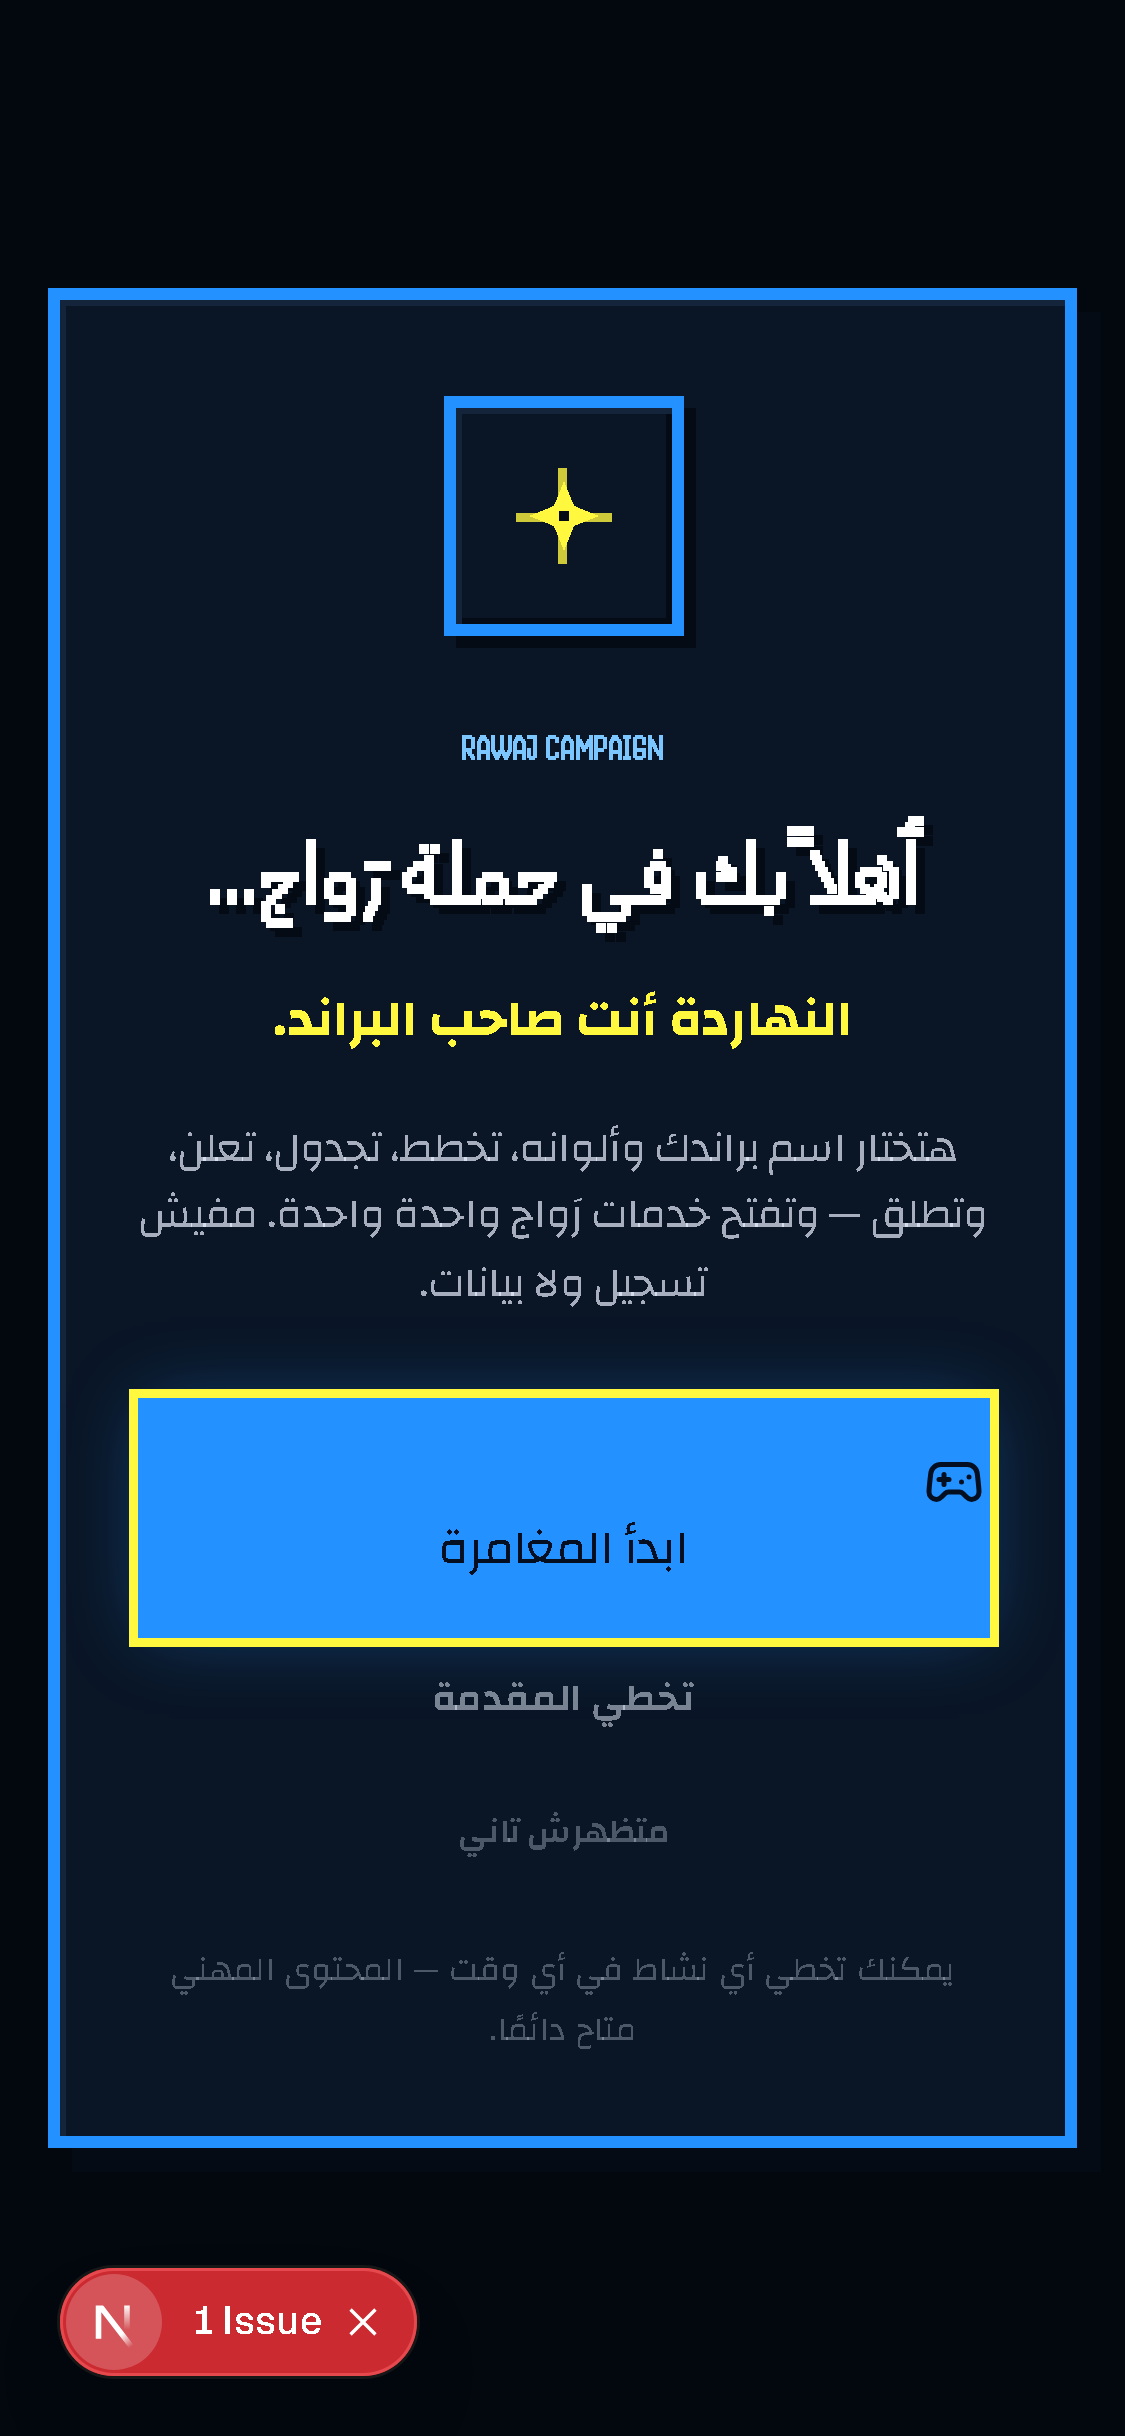 RAWAJ CAMPAIGN
أهلاً بك في حملة رَواج...
النهاردة أنت صاحب البراند.
هتختار اسم براندك وألوانه، تخطط، تجدول، تعلن،
وتطلق — وتفتح خدمات رَواج واحدة واحدة. مفيش
تسجيل ولا بيانات.
ابدأ المغامرة
تخطي المقدمة
متظهرش تاني
يمكنك تخطي أي نشاط في أي وقت — المحتوى المهني
متاح دائمًا.
N 1 Issue